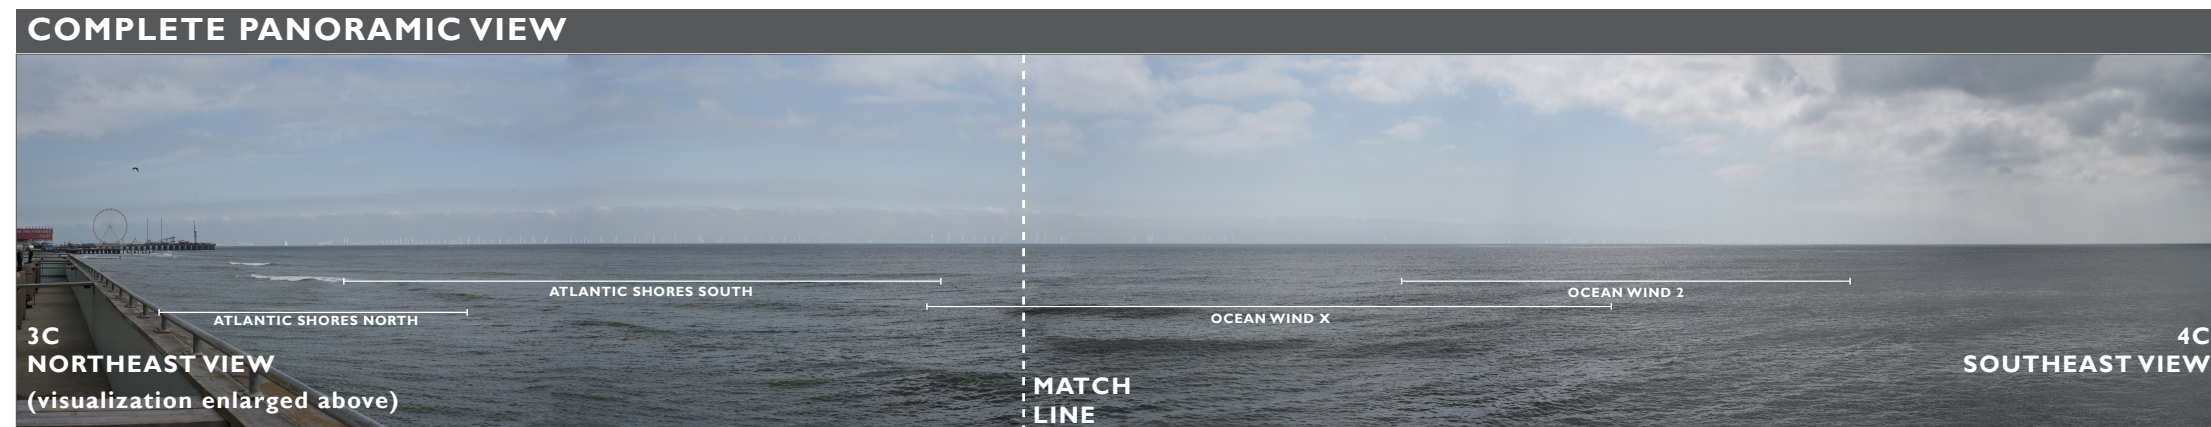 COMPLETE PANORAMIC VIEW
ATLANTIC SHORES SOUTH
OCEAN WIND 2
ATLANTIC SHORES NORTH
OCEAN WIND X
3C
NORTHEAST VIEW
(visualization enlarged above)
4C
SOUTHEAST VIEW
MATCH
LINE